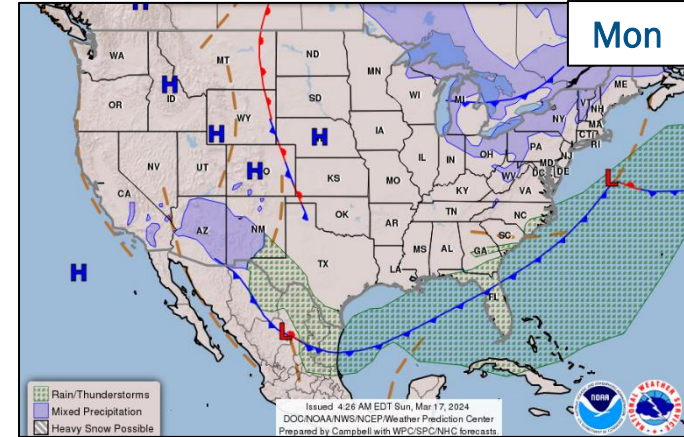 Mon
H
WA
MT
ND
MN
ME
OR
H
ID
SD
WI
MI
VT
NH
WY
NY
MA
CT
RI
H
H
IA
PA
NJ
NV
UT
H
CO
IL
IN
OH
MD
DE
DC
WV
VA
CA
KS
MO
KY
L
AZ
NM
OK
AR
TN
NC
SC
H
TX
LA
MS
AL
GA
FL
L
Rain/Thunderstorms
Mixed Precipitation
Heavy Snow Possible
Issued 4:26 AM EDT Sun, Mar 17, 2024
DOC/NOAA/NWS/NCEP/Weather Prediction Center
Prepared by Campbell with WPC/SPC/NHC forecasts.
NOAA